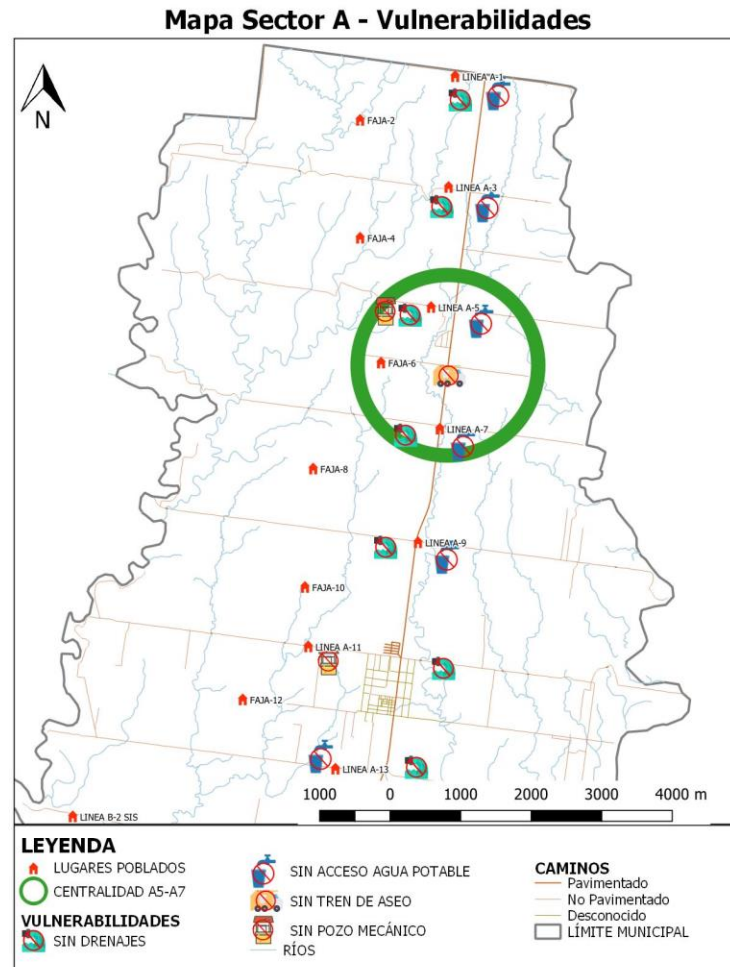 Mapa Sector A - Vulnerabilidades
N
LINEA A-1
FAJA-2
LINEA A-3
FAJA-4
LINEA A-5
FAJA-6
LINEA A-7
FAJA-8
LINEA A-9
FAJA-10
LINEA A-11
FAJA-12
LINEA A-13
LINEA B-2 SIS
1000 0 1000 2000 3000 4000 m
LEYENDA
LUGARES POBLADOS
CENTRALIDAD A5-A7
VULNERABILIDADES
SIN DRENAJES
SIN ACCESO AGUA POTABLE
SIN TREN DE ASEO
SIN POZO MECÁNICO
RÍOS
CAMINOS
Pavimentado
No Pavimentado
Desconocido
LÍMITE MUNICIPAL